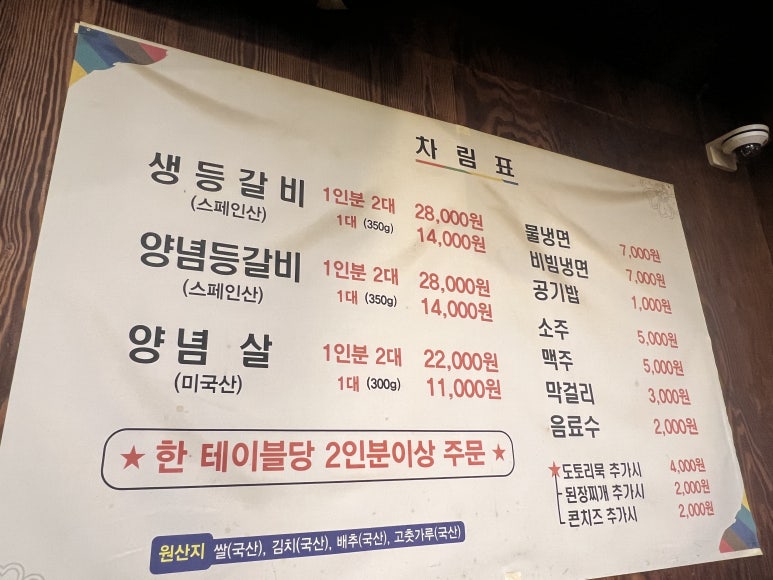 차림표
생등갈비 1인분 2대 28,000원
(스페인산) 1대 (350g) 14,000원
양념등갈비 1인분 2대 28,000원
(스페인산) 1대 (350g) 14,000원
양념 살 1인분 2대 22,000원
(미국산) 1대 (300g) 11,000원
★ 한 테이블당 2인분이상 주문 ★
물냉면 7,000원
비빔냉면 7,000원
공기밥 1,000원
소주 5,000원
맥주 5,000원
막걸리 3,000원
음료수 2,000원
★도토리묵 추가시 4,000원
된장찌개 추가시 2,000원
콘치즈 추가시 2,000원
원산지 쌀(국산), 김치(국산), 배추(국산), 고춧가루(국산)